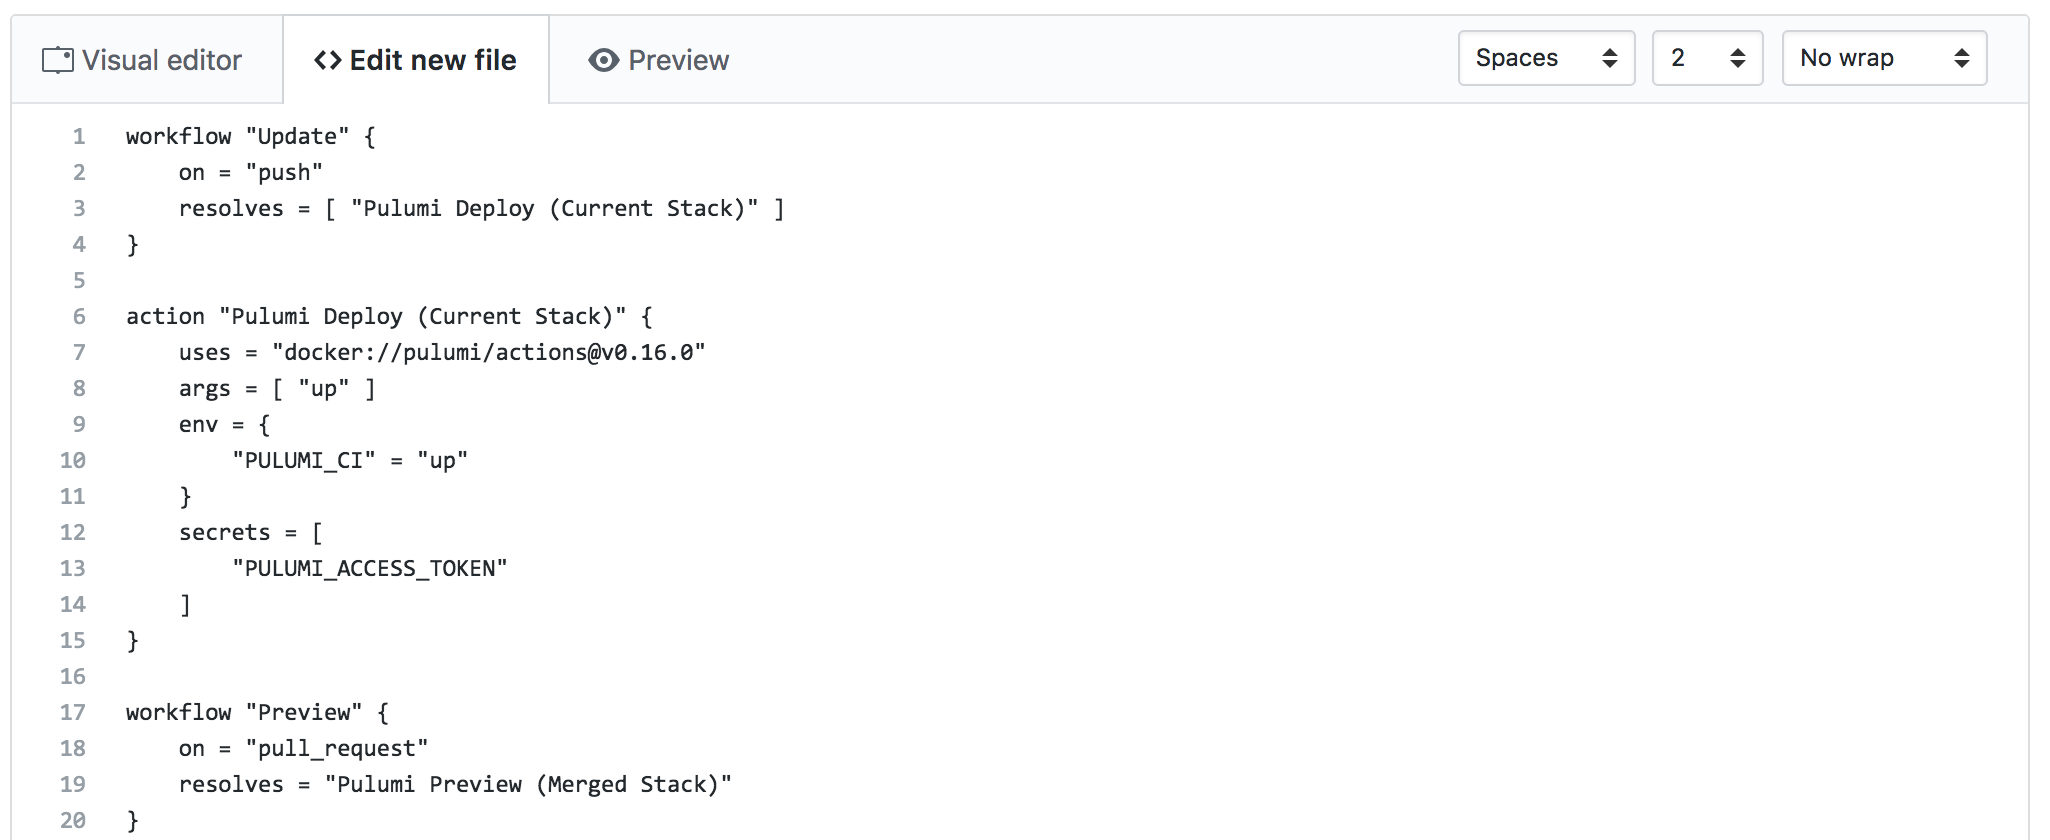 Visual editor <> Edit new file Preview Spaces 2 No wrap
1 workflow "Update" {
2     on = "push"
3     resolves = [ "Pulumi Deploy (Current Stack)" ]
4 }
5
6 action "Pulumi Deploy (Current Stack)" {
7     uses = "docker://pulumi/actions@v0.16.0"
8     args = [ "up" ]
9     env = {
10         "PULUMI_CI" = "up"
11     }
12     secrets = [
13         "PULUMI_ACCESS_TOKEN"
14     ]
15 }
16
17 workflow "Preview" {
18     on = "pull_request"
19     resolves = "Pulumi Preview (Merged Stack)"
20 }